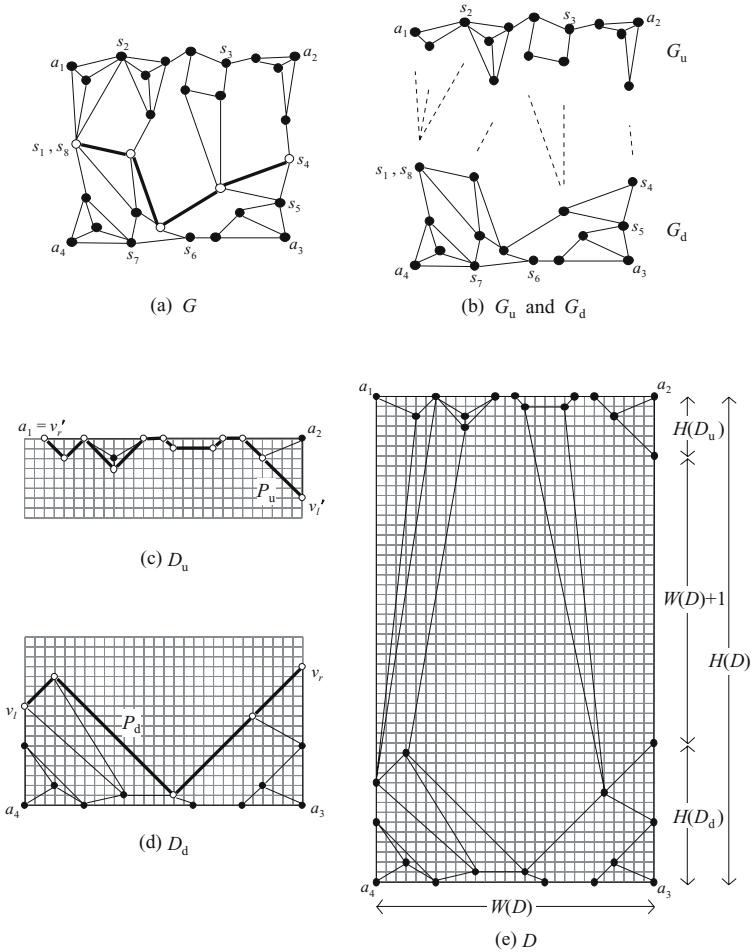 a1 s2 s3 a2
s1 , s8 s4
s5
a4 s7 s6 a3
(a) G
a1 s2 s3 a2
Gu
s1 , s8 s4
s5 Gd
a4 s7 s6 a3
(b) Gu and Gd
a1 = vr′ a2
Pu vl′
(c) Du
vl Pd vr
a4 a3
(d) Dd
a1 a2
H(Du)
W(D)+1
H(D)
H(Dd)
a4 a3
W(D)
(e) D